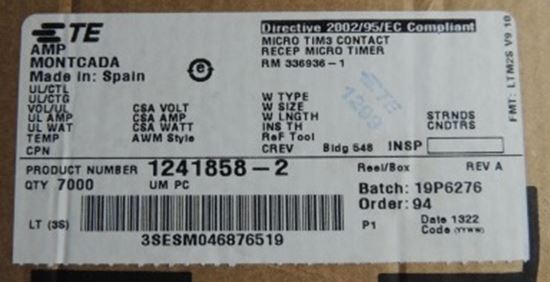 TE
AMP
MONTCADA
Made in: Spain
Directive 2002/95/EC Compliant
MICRO TIM3 CONTACT
RECEP MICRO TIMER
RM 336936-1
UL/CTL
UL/CTG
VOL/UL CSA VOLT
UL AMP CSA AMP
UL WAT CSA WATT
TEMP AWM Style
CPN
W TYPE
W SIZE
W LNGTH
INS TH
ReF Tool
CREV Bldg 548
STRNDS
CNDTRS
INSP
TE
FMT: LTM2S V9 10
PRODUCT NUMBER 1241858-2
QTY 7000 UM PC
Reel/Box REV A
Batch: 19P6276
Order: 94
LT (3S)
3SESM046876519
P1 Date 1322
Code (YYWW)